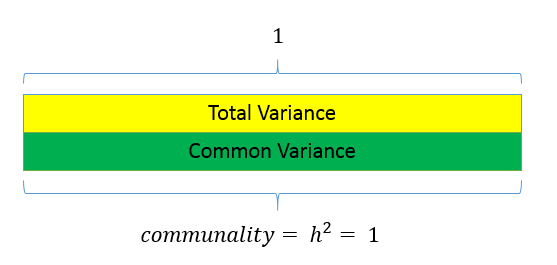 1
Total Variance
Common Variance
communality = h² = 1